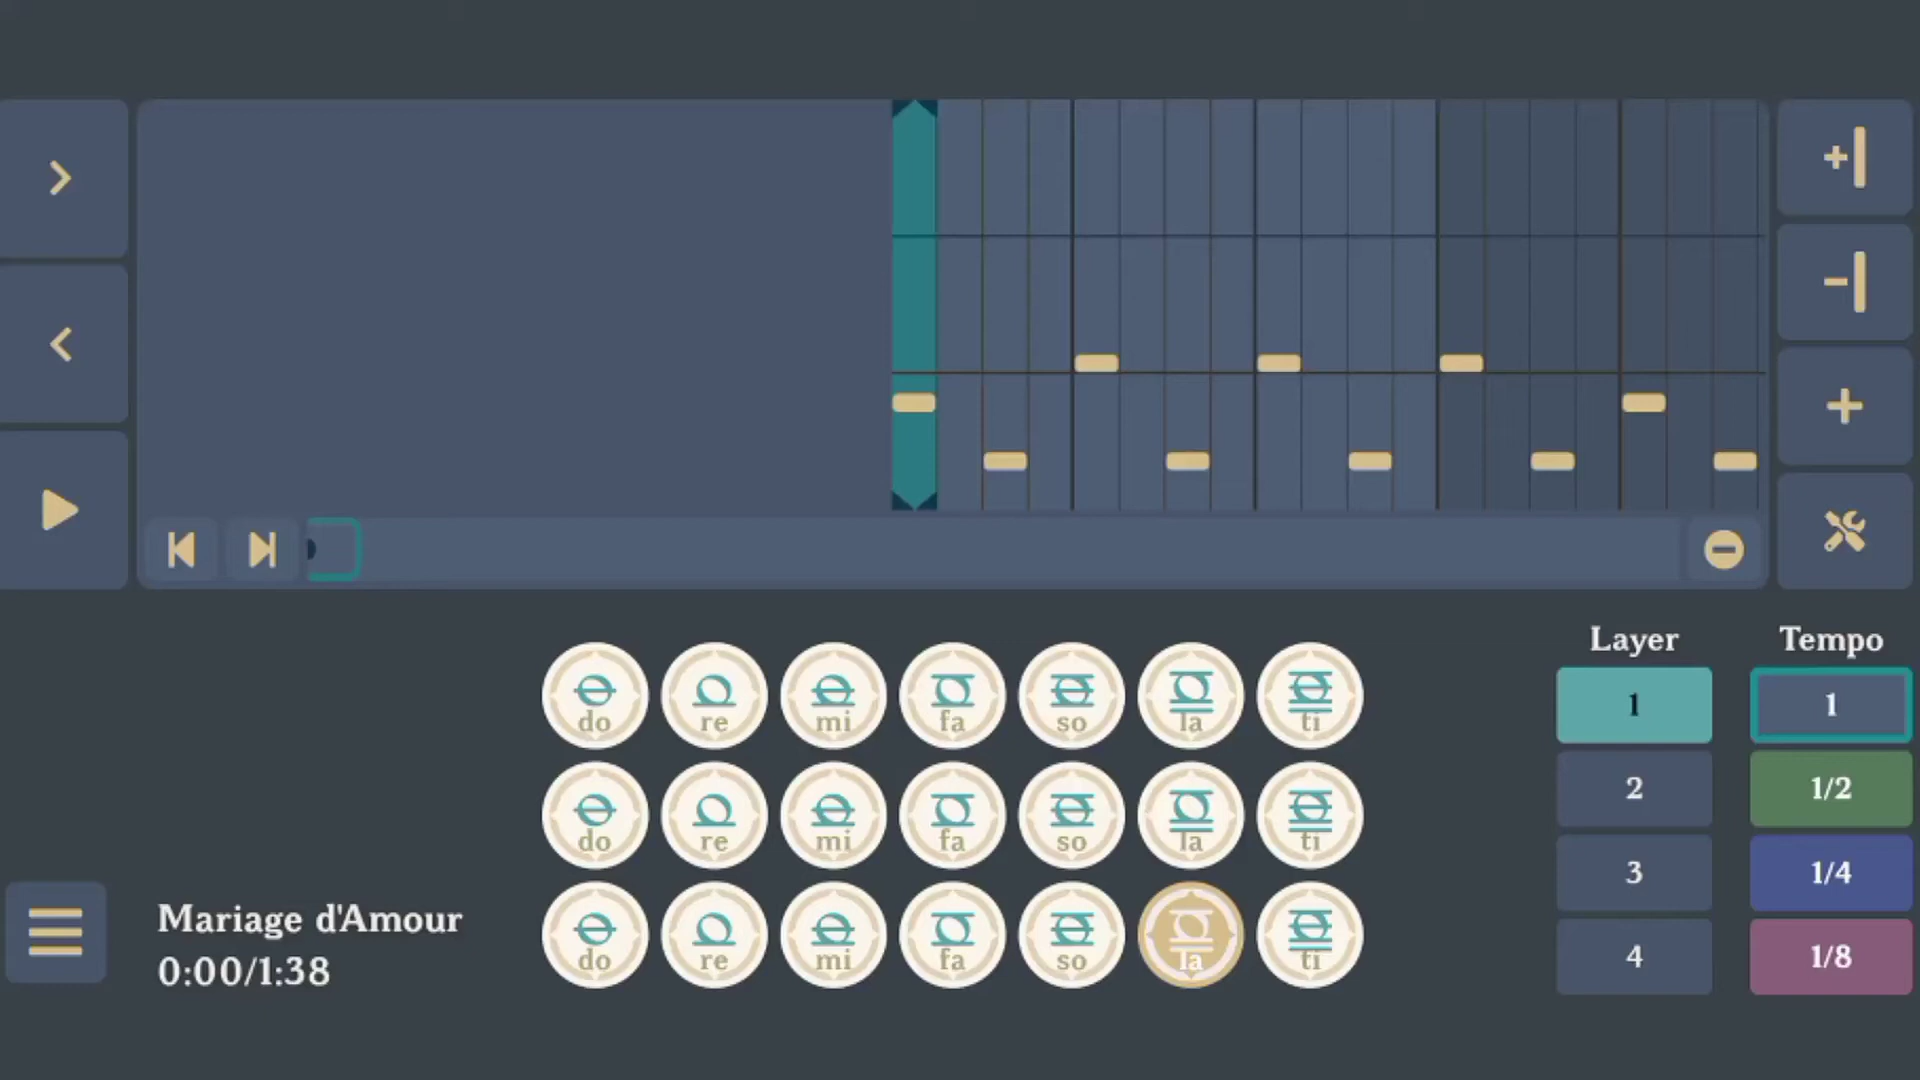 Layer Tempo
do re mi fa so la ti
1 1
2 1/2
do re mi fa so la ti
3 1/4
Mariage d'Amour
0:00/1:38
do re mi fa so la ti
4 1/8